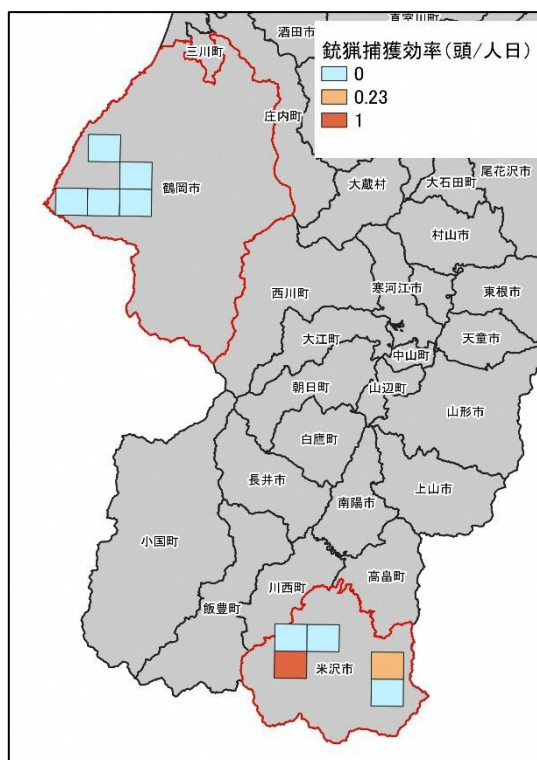 酒田市
真室川町
銃猟捕獲効率(頭/人日)
0
0.23
1
三川町
庄内町
鶴岡市
大蔵村
大石田町
尾花沢市
村山市
西川町
寒河江市
東根市
大江町
中山町
天童市
朝日町
山辺町
山形市
白鷹町
長井市
南陽市
上山市
小国町
飯豊町
川西町
高畠町
米沢市